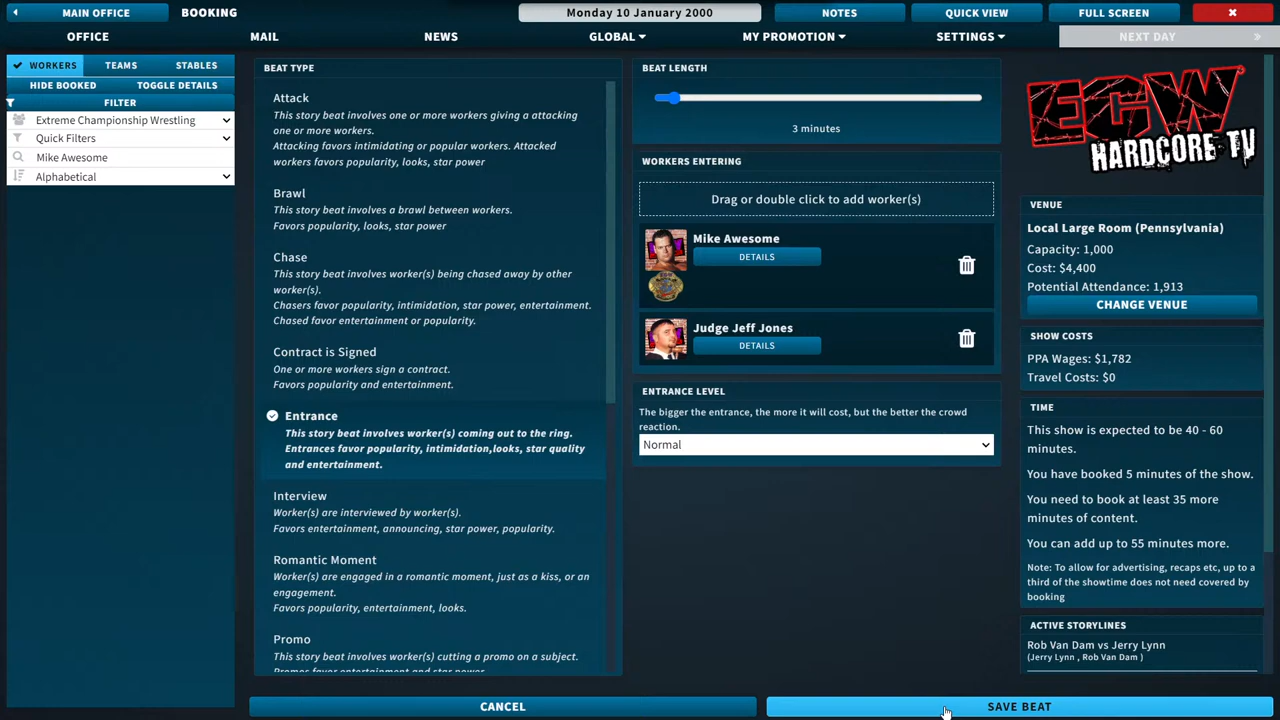 MAIN OFFICE
BOOKING
Monday 10 January 2000
NOTES
QUICK VIEW
FULL SCREEN
OFFICE
MAIL
NEWS
GLOBAL
MY PROMOTION
SETTINGS
NEXT DAY
WORKERS
TEAMS
STABLES
HIDE BOOKED
TOGGLE DETAILS
FILTER
Extreme Championship Wrestling
Quick Filters
Mike Awesome
Alphabetical
BEAT TYPE
Attack
This story beat involves one or more workers giving a attacking
one or more workers.
Attacking favors intimidating or popular workers. Attacked
workers favors popularity, looks, star power
Brawl
This story beat involves a brawl between workers.
Favors popularity, looks, star power
Chase
This story beat involves worker(s) being chased away by other
worker(s).
Chasers favor popularity, intimidation, star power, entertainment.
Chased favor entertainment or popularity.
Contract is Signed
One or more workers sign a contract.
Favors popularity and entertainment.
Entrance
This story beat involves worker(s) coming out to the ring.
Entrances favor popularity, intimidation,looks, star quality
and entertainment.
Interview
Worker(s) are interviewed by worker(s).
Favors entertainment, announcing, star power, popularity.
Romantic Moment
Worker(s) are engaged in a romantic moment, just as a kiss, or an
engagement.
Favors popularity, entertainment, looks.
Promo
This story beat involves worker(s) cutting a promo on a subject.
Promos favor entertainment and star power.
BEAT LENGTH
3 minutes
WORKERS ENTERING
Drag or double click to add worker(s)
Mike Awesome
DETAILS
Judge Jeff Jones
DETAILS
ENTRANCE LEVEL
The bigger the entrance, the more it will cost, but the better the crowd
reaction.
Normal
ECW
HARDCORE TV
VENUE
Local Large Room (Pennsylvania)
Capacity: 1,000
Cost: $4,400
Potential Attendance: 1,913
CHANGE VENUE
SHOW COSTS
PPA Wages: $1,782
Travel Costs: $0
TIME
This show is expected to be 40 - 60
minutes.
You have booked 5 minutes of the show.
You need to book at least 35 more
minutes of content.
You can add up to 55 minutes more.
Note: To allow for advertising, recaps etc, up to a
third of the showtime does not need covered by
booking
ACTIVE STORYLINES
Rob Van Dam vs Jerry Lynn
(Jerry Lynn , Rob Van Dam )
CANCEL
SAVE BEAT